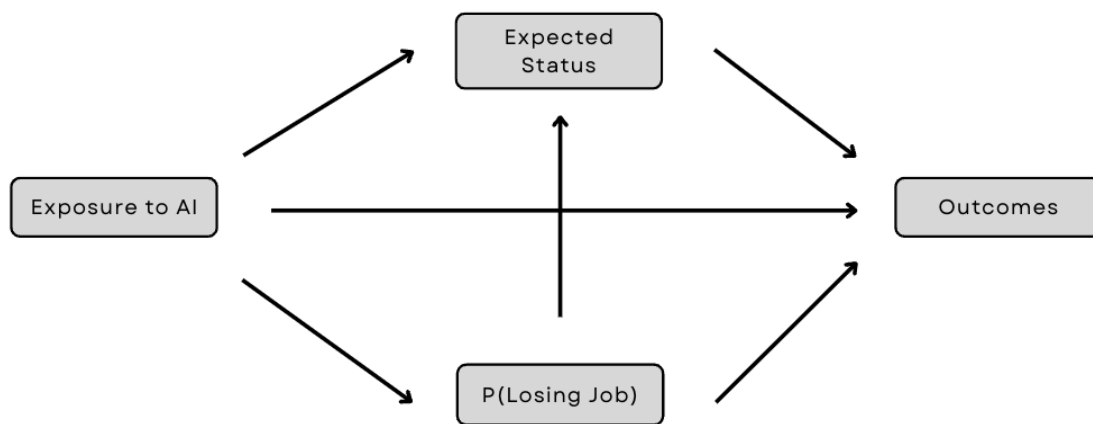 Expected
Status
Exposure to AI
Outcomes
P(Losing Job)